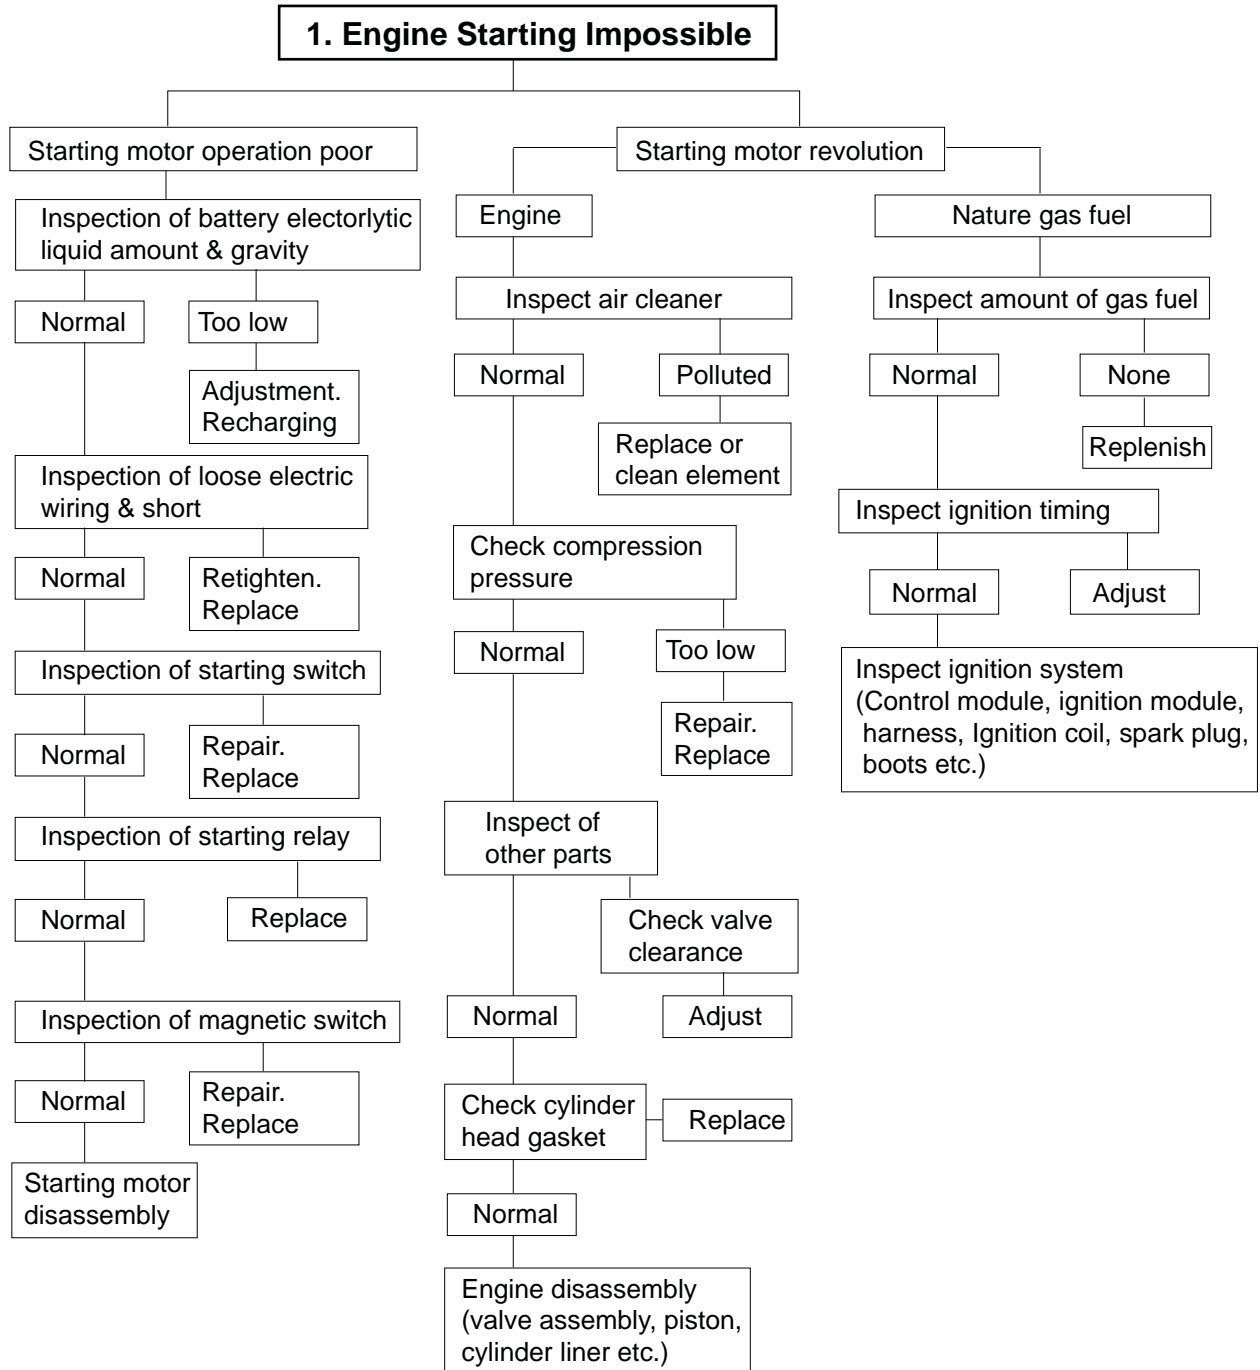 1. Engine Starting Impossible
Starting motor operation poor
Inspection of battery electorlytic
liquid amount & gravity
Normal
Too low
Adjustment.
Recharging
Inspection of loose electric
wiring & short
Normal
Retighten.
Replace
Inspection of starting switch
Normal
Repair.
Replace
Inspection of starting relay
Normal
Replace
Inspection of magnetic switch
Normal
Repair.
Replace
Starting motor
disassembly
Starting motor revolution
Engine
Inspect air cleaner
Normal
Polluted
Replace or
clean element
Check compression
pressure
Normal
Too low
Repair.
Replace
Inspect of
other parts
Check valve
clearance
Normal
Adjust
Check cylinder
head gasket
Replace
Normal
Engine disassembly
(valve assembly, piston,
cylinder liner etc.)
Nature gas fuel
Inspect amount of gas fuel
Normal
None
Replenish
Inspect ignition timing
Normal
Adjust
Inspect ignition system
(Control module, ignition module,
harness, Ignition coil, spark plug,
boots etc.)